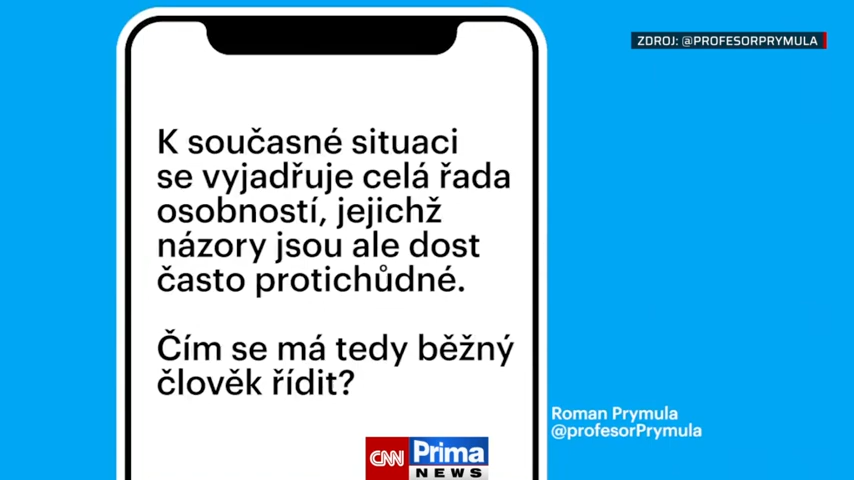 ZDROJ: @PROFESORPRYMULA
K současné situaci
se vyjadřuje celá řada
osobností, jejichž
názory jsou ale dost
často protichůdné.
Čím se má tedy běžný
člověk řídit?
Roman Prymula
@profesorPrymula
CNN Prima
NEWS